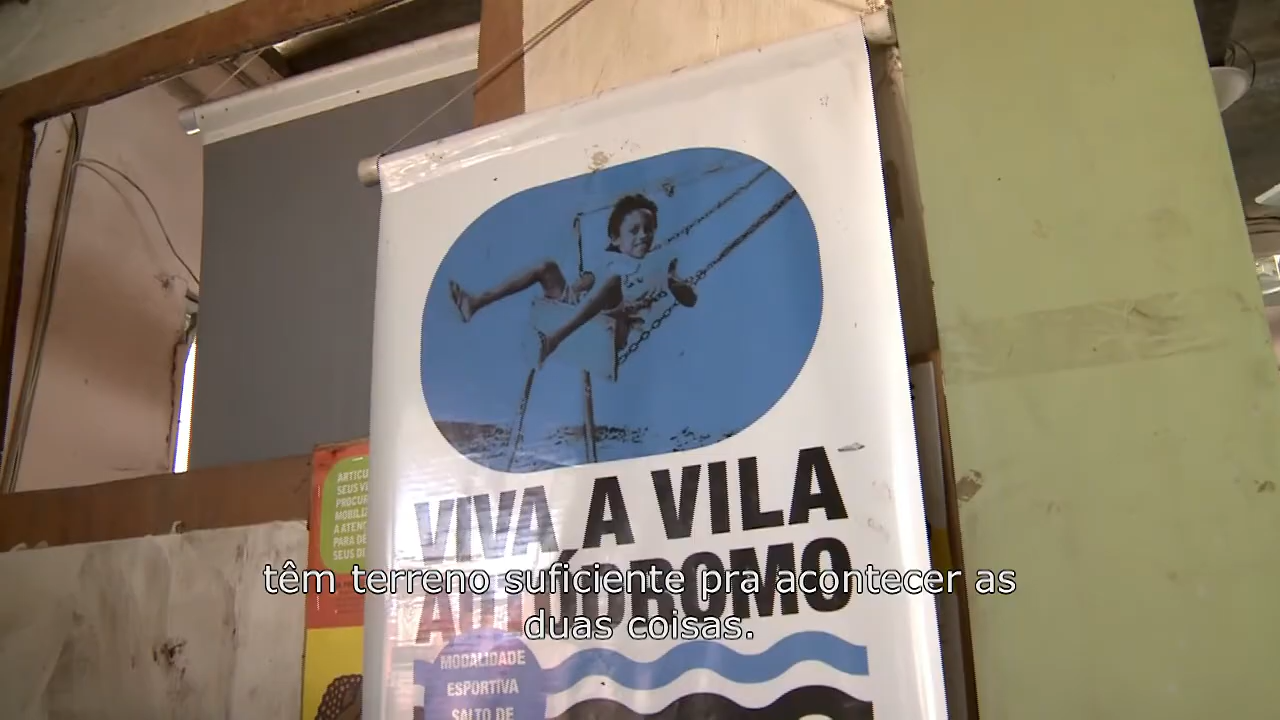 VIVA A VILA
AUTÓDROMO
MODALIDADE
ESPORTIVA
SALTO DE
têm terreno suficiente pra acontecer as
duas coisas.